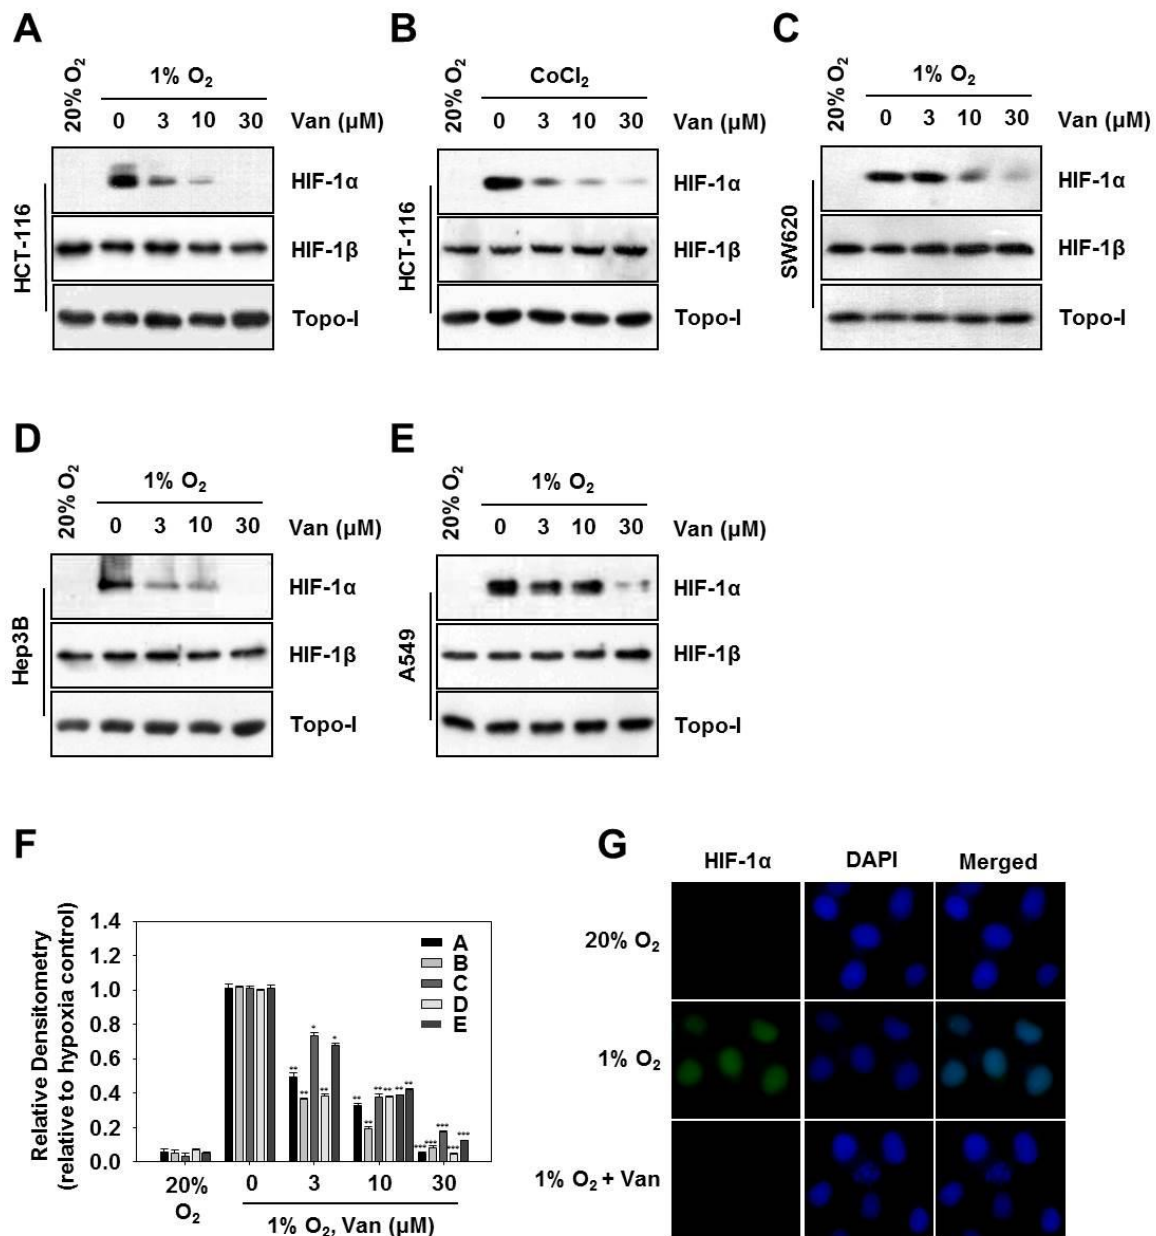 A
20% O2
1% O2
0 3 10 30 Van (µM)
HCT-116
HIF-1α
HIF-1β
Topo-I
B
20% O2
CoCl2
0 3 10 30 Van (µM)
HCT-116
HIF-1α
HIF-1β
Topo-I
C
20% O2
1% O2
0 3 10 30 Van (µM)
SW620
HIF-1α
HIF-1β
Topo-I
D
20% O2
1% O2
0 3 10 30 Van (µM)
Hep3B
HIF-1α
HIF-1β
Topo-I
E
20% O2
1% O2
0 3 10 30 Van (µM)
A549
HIF-1α
HIF-1β
Topo-I
F
Relative Densitometry
(relative to hypoxia control)
1.4
1.2
1.0
0.8
0.6
0.4
0.2
0.0
A
B
C
D
E
** ** * ** *
** ** ** ** ** **
*** *** *** *** ***
20% O2
0 3 10 30
1% O2, Van (µM)
G
HIF-1α DAPI Merged
20% O2
1% O2
1% O2 + Van